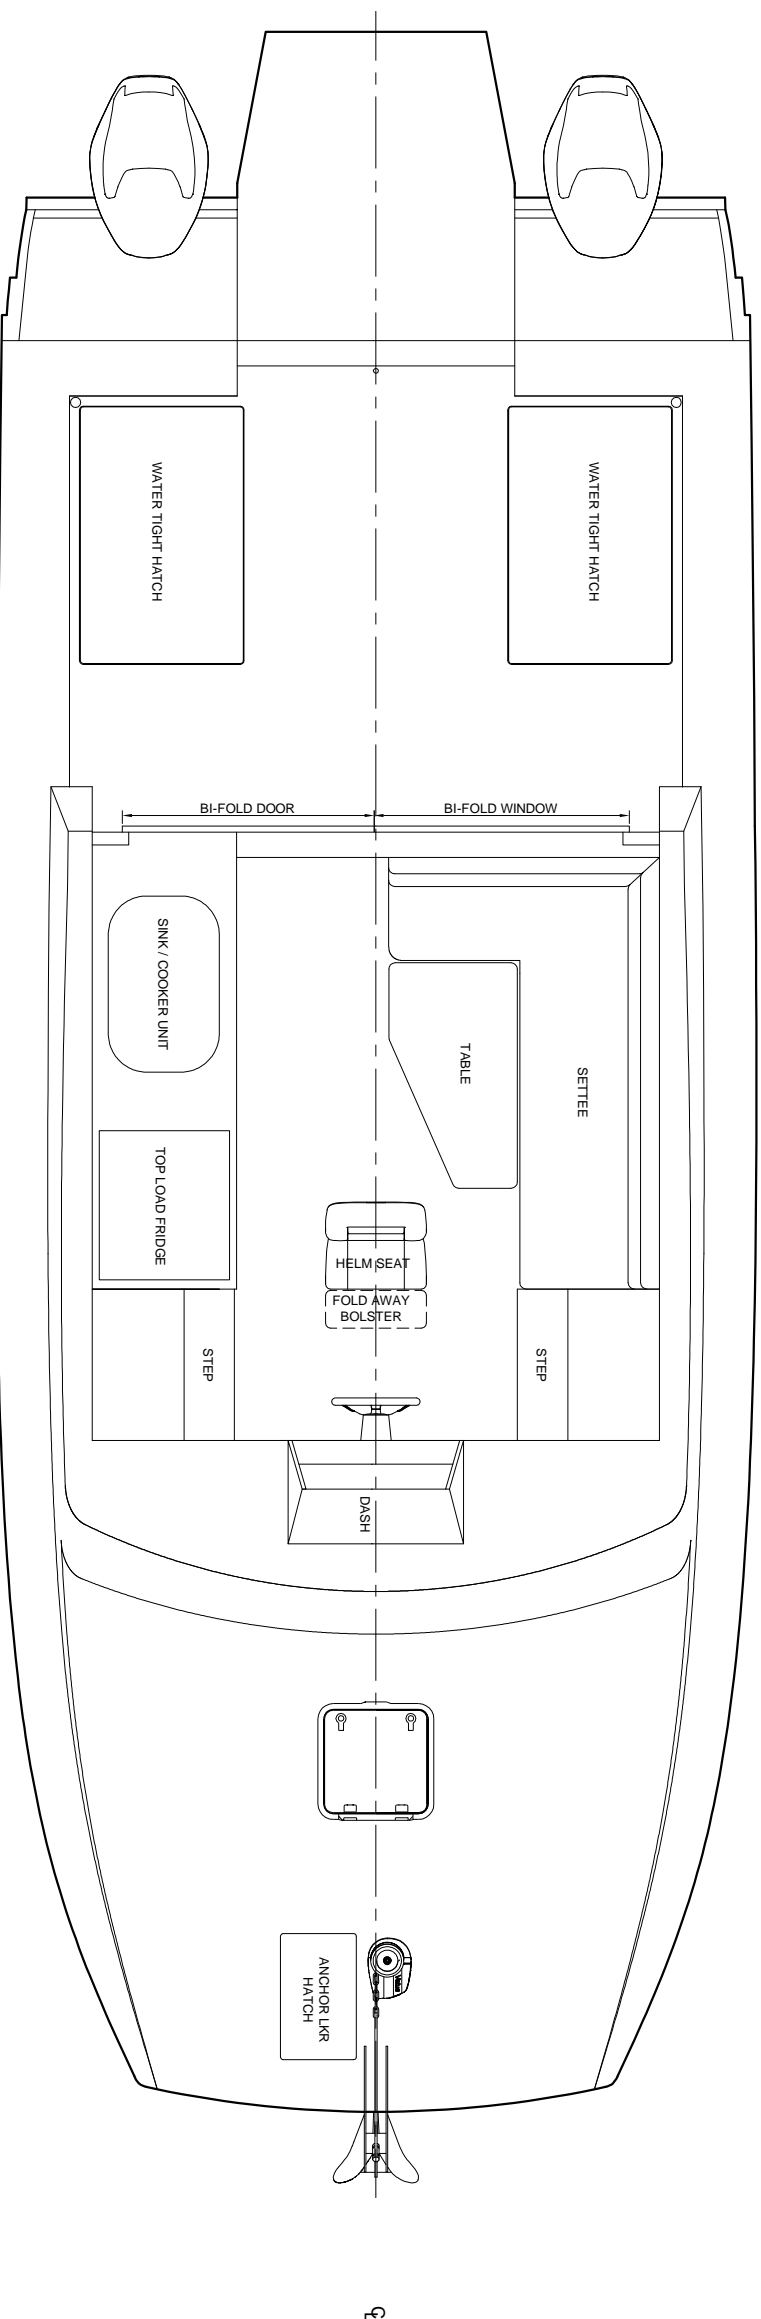 WATER TIGHT HATCH
WATER TIGHT HATCH
BI-FOLD DOOR
BI-FOLD WINDOW
SINK / COOKER UNIT
TABLE
SETTEE
TOP LOAD FRIDGE
HELM SEAT
FOLD AWAY
BOLSTER
STEP
STEP
DASH
ANCHOR LKR
HATCH